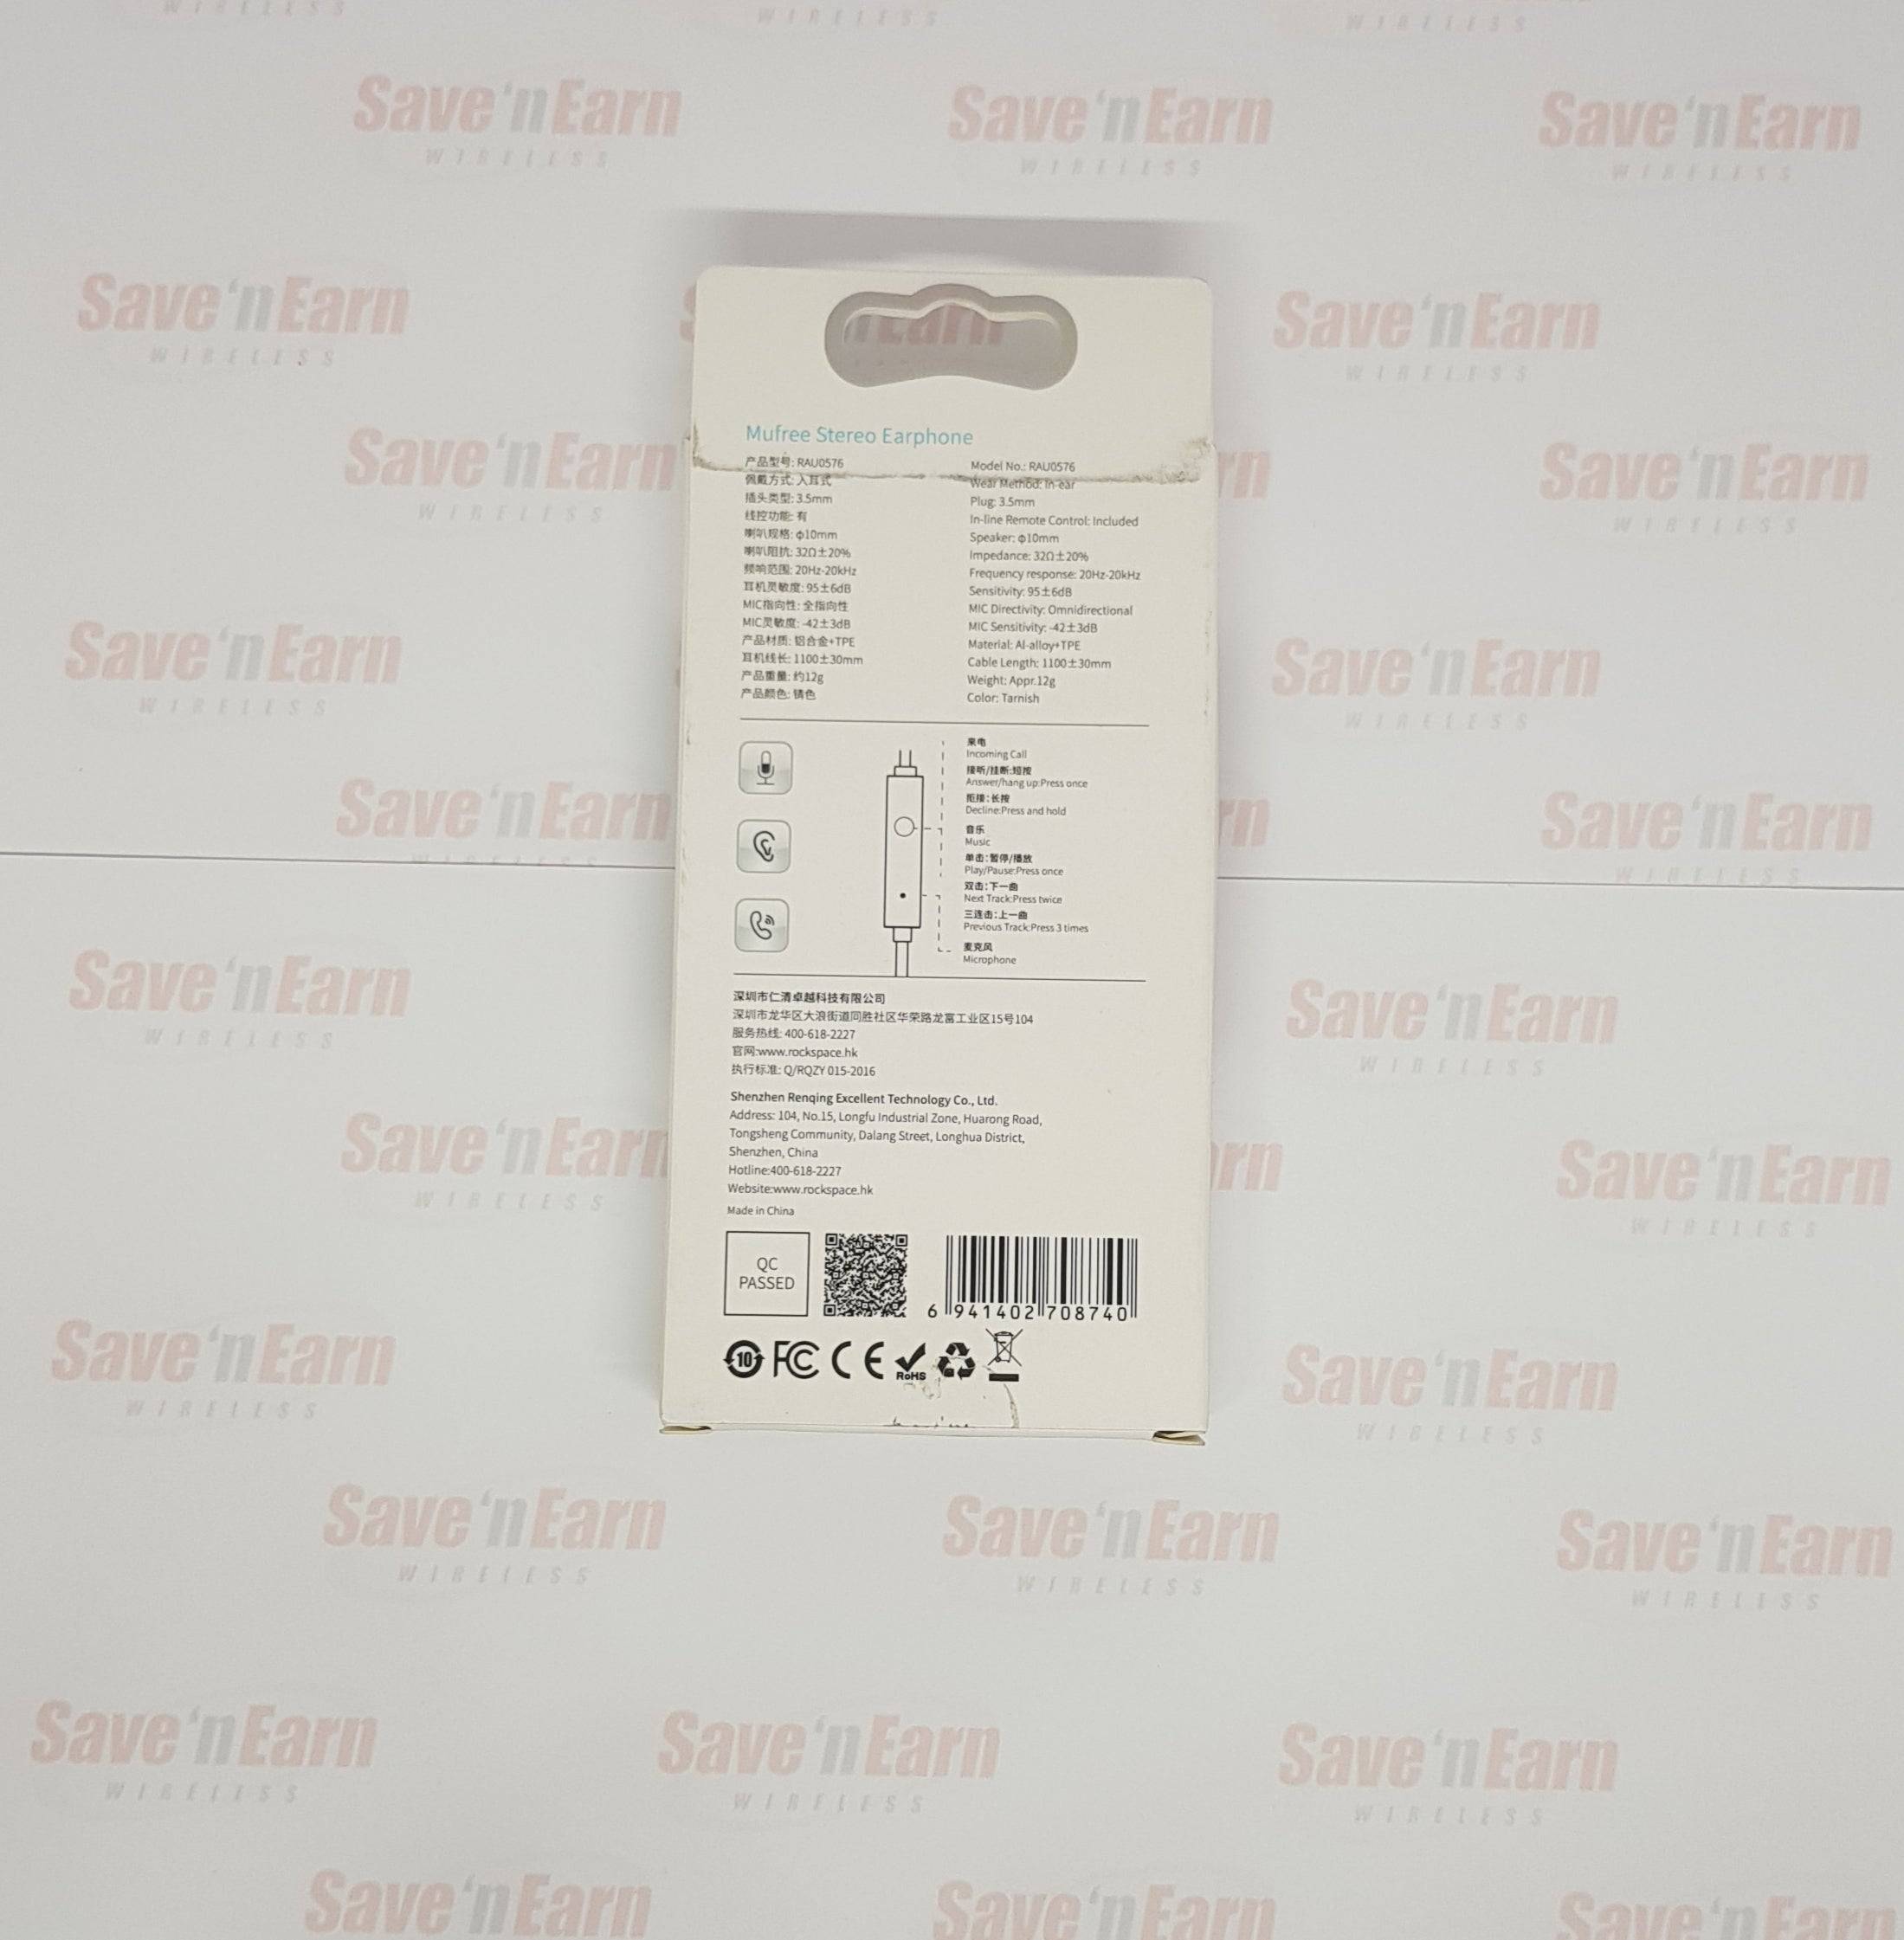 Mufree Stereo Earphone
产品型号: RAU0576
佩戴方式: 入耳式
插头类型: 3.5mm
线控功能: 有
喇叭规格: ф10mm
喇叭阻抗: 32Ω±20%
频响范围: 20Hz-20kHz
耳机灵敏度: 95±6dB
MIC指向性: 全指向性
MIC灵敏度: -42±3dB
产品材质: 铝合金+TPE
耳机线长: 1100±30mm
产品重量: 约12g
产品颜色: 锖色
Model No.: RAU0576
Wear Method: In-ear
Plug: 3.5mm
In-line Remote Control: Included
Speaker: ф10mm
Impedance: 32Ω±20%
Frequency response: 20Hz-20kHz
Sensitivity: 95±6dB
MIC Directivity: Omnidirectional
MIC Sensitivity: -42±3dB
Material: Al-alloy+TPE
Cable Length: 1100±30mm
Weight: Appr.12g
Color: Tarnish
来电
Incoming Call
接听/挂断:短按
Answer/hang up:Press once
拒接:长按
Decline:Press and hold
音乐
Music
单击:暂停/播放
Play/Pause:Press once
双击:下一曲
Next Track:Press twice
三连击:上一曲
Previous Track:Press 3 times
麦克风
Microphone
深圳市仁清卓越科技有限公司
深圳市龙华区大浪街道同胜社区华荣路龙富工业区15号104
服务热线: 400-618-2227
官网:www.rockspace.hk
执行标准: Q/RQZY 015-2016
Shenzhen Renqing Excellent Technology Co., Ltd.
Address: 104, No.15, Longfu Industrial Zone, Huarong Road,
Tongsheng Community, Dalang Street, Longhua District,
Shenzhen, China
Hotline:400-618-2227
Website:www.rockspace.hk
Made in China
QC
PASSED
6 941402 708740
10 FC CE RoHS
Save 'n Earn
WIRELESS